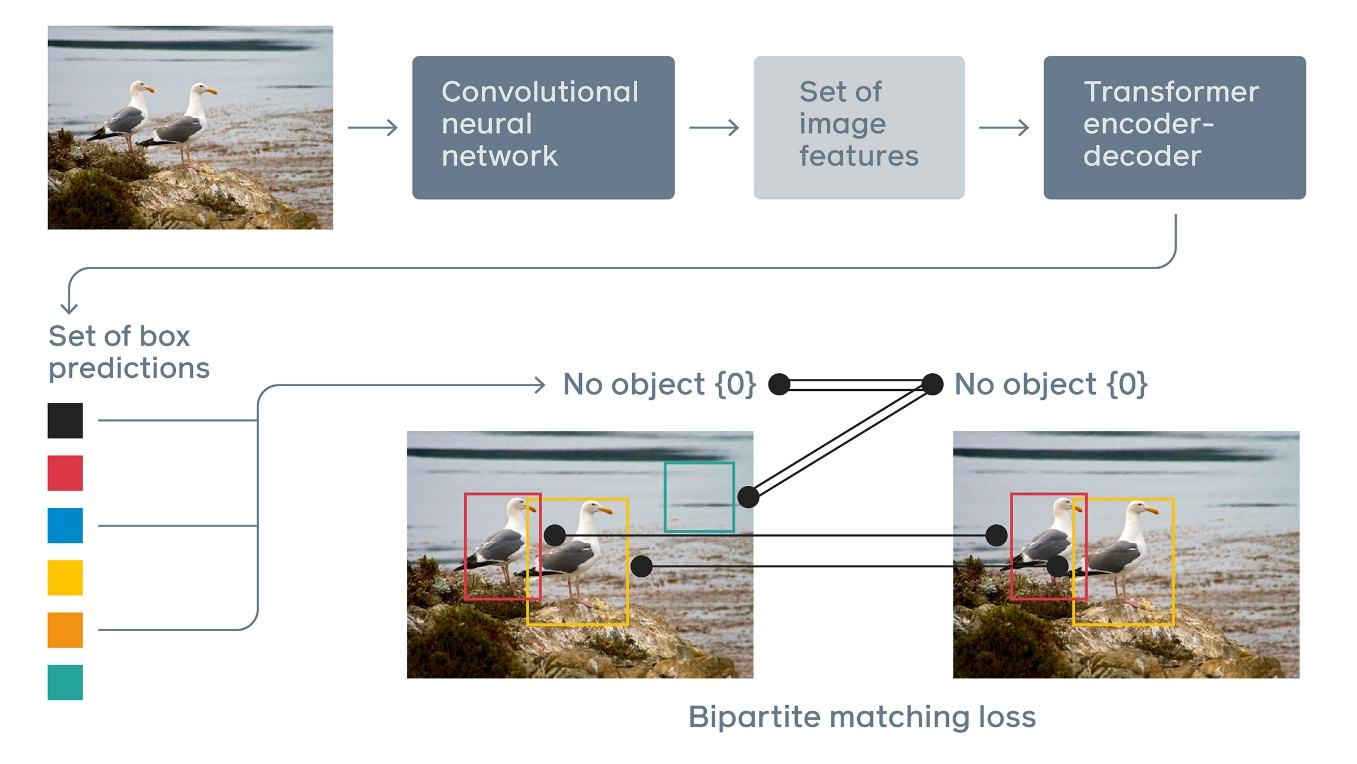 Convolutional
neural
network
Set of
image
features
Transformer
encoder-
decoder
Set of box
predictions
No object {0}
No object {0}
Bipartite matching loss